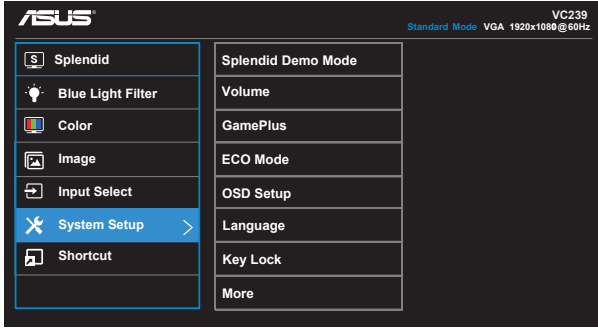 ASUS
VC239
Standard Mode VGA 1920x1080@60Hz
S Splendid
Blue Light Filter
Color
Image
Input Select
System Setup >
Shortcut
Splendid Demo Mode
Volume
GamePlus
ECO Mode
OSD Setup
Language
Key Lock
More